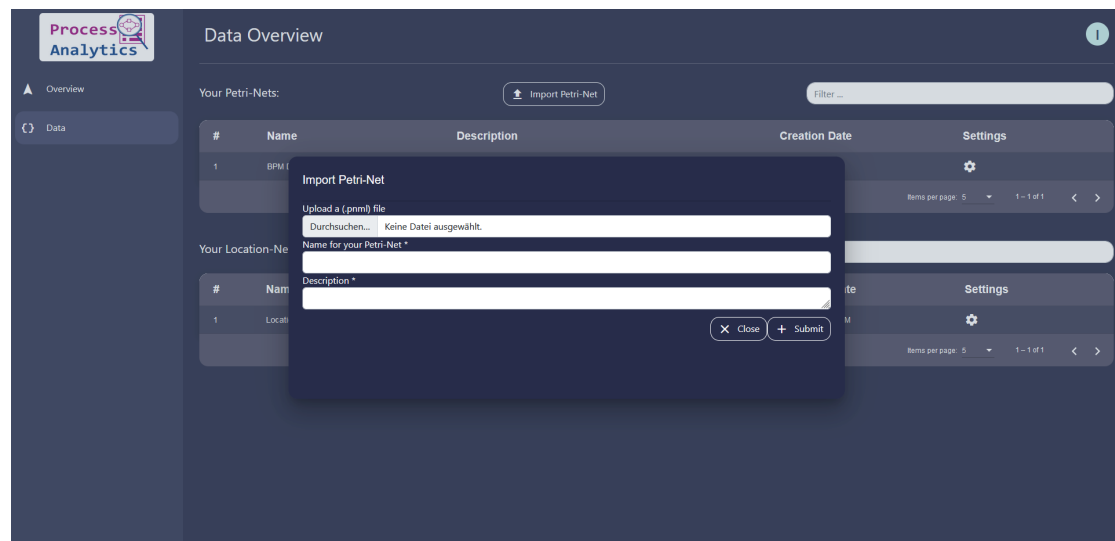 Process
Analytics
Data Overview
I
Overview
Data
Your Petri-Nets:
Import Petri-Net
Filter ...
# Name Description Creation Date Settings
1 BPM
Items per page: 5 1 – 1 of 1
Import Petri-Net
Upload a (.pnml) file
Durchsuchen... Keine Datei ausgewählt.
Name for your Petri-Net *
Description *
Close Submit
Your Location-Ne
# Nam te Settings
1 Locati M
Items per page: 5 1 – 1 of 1